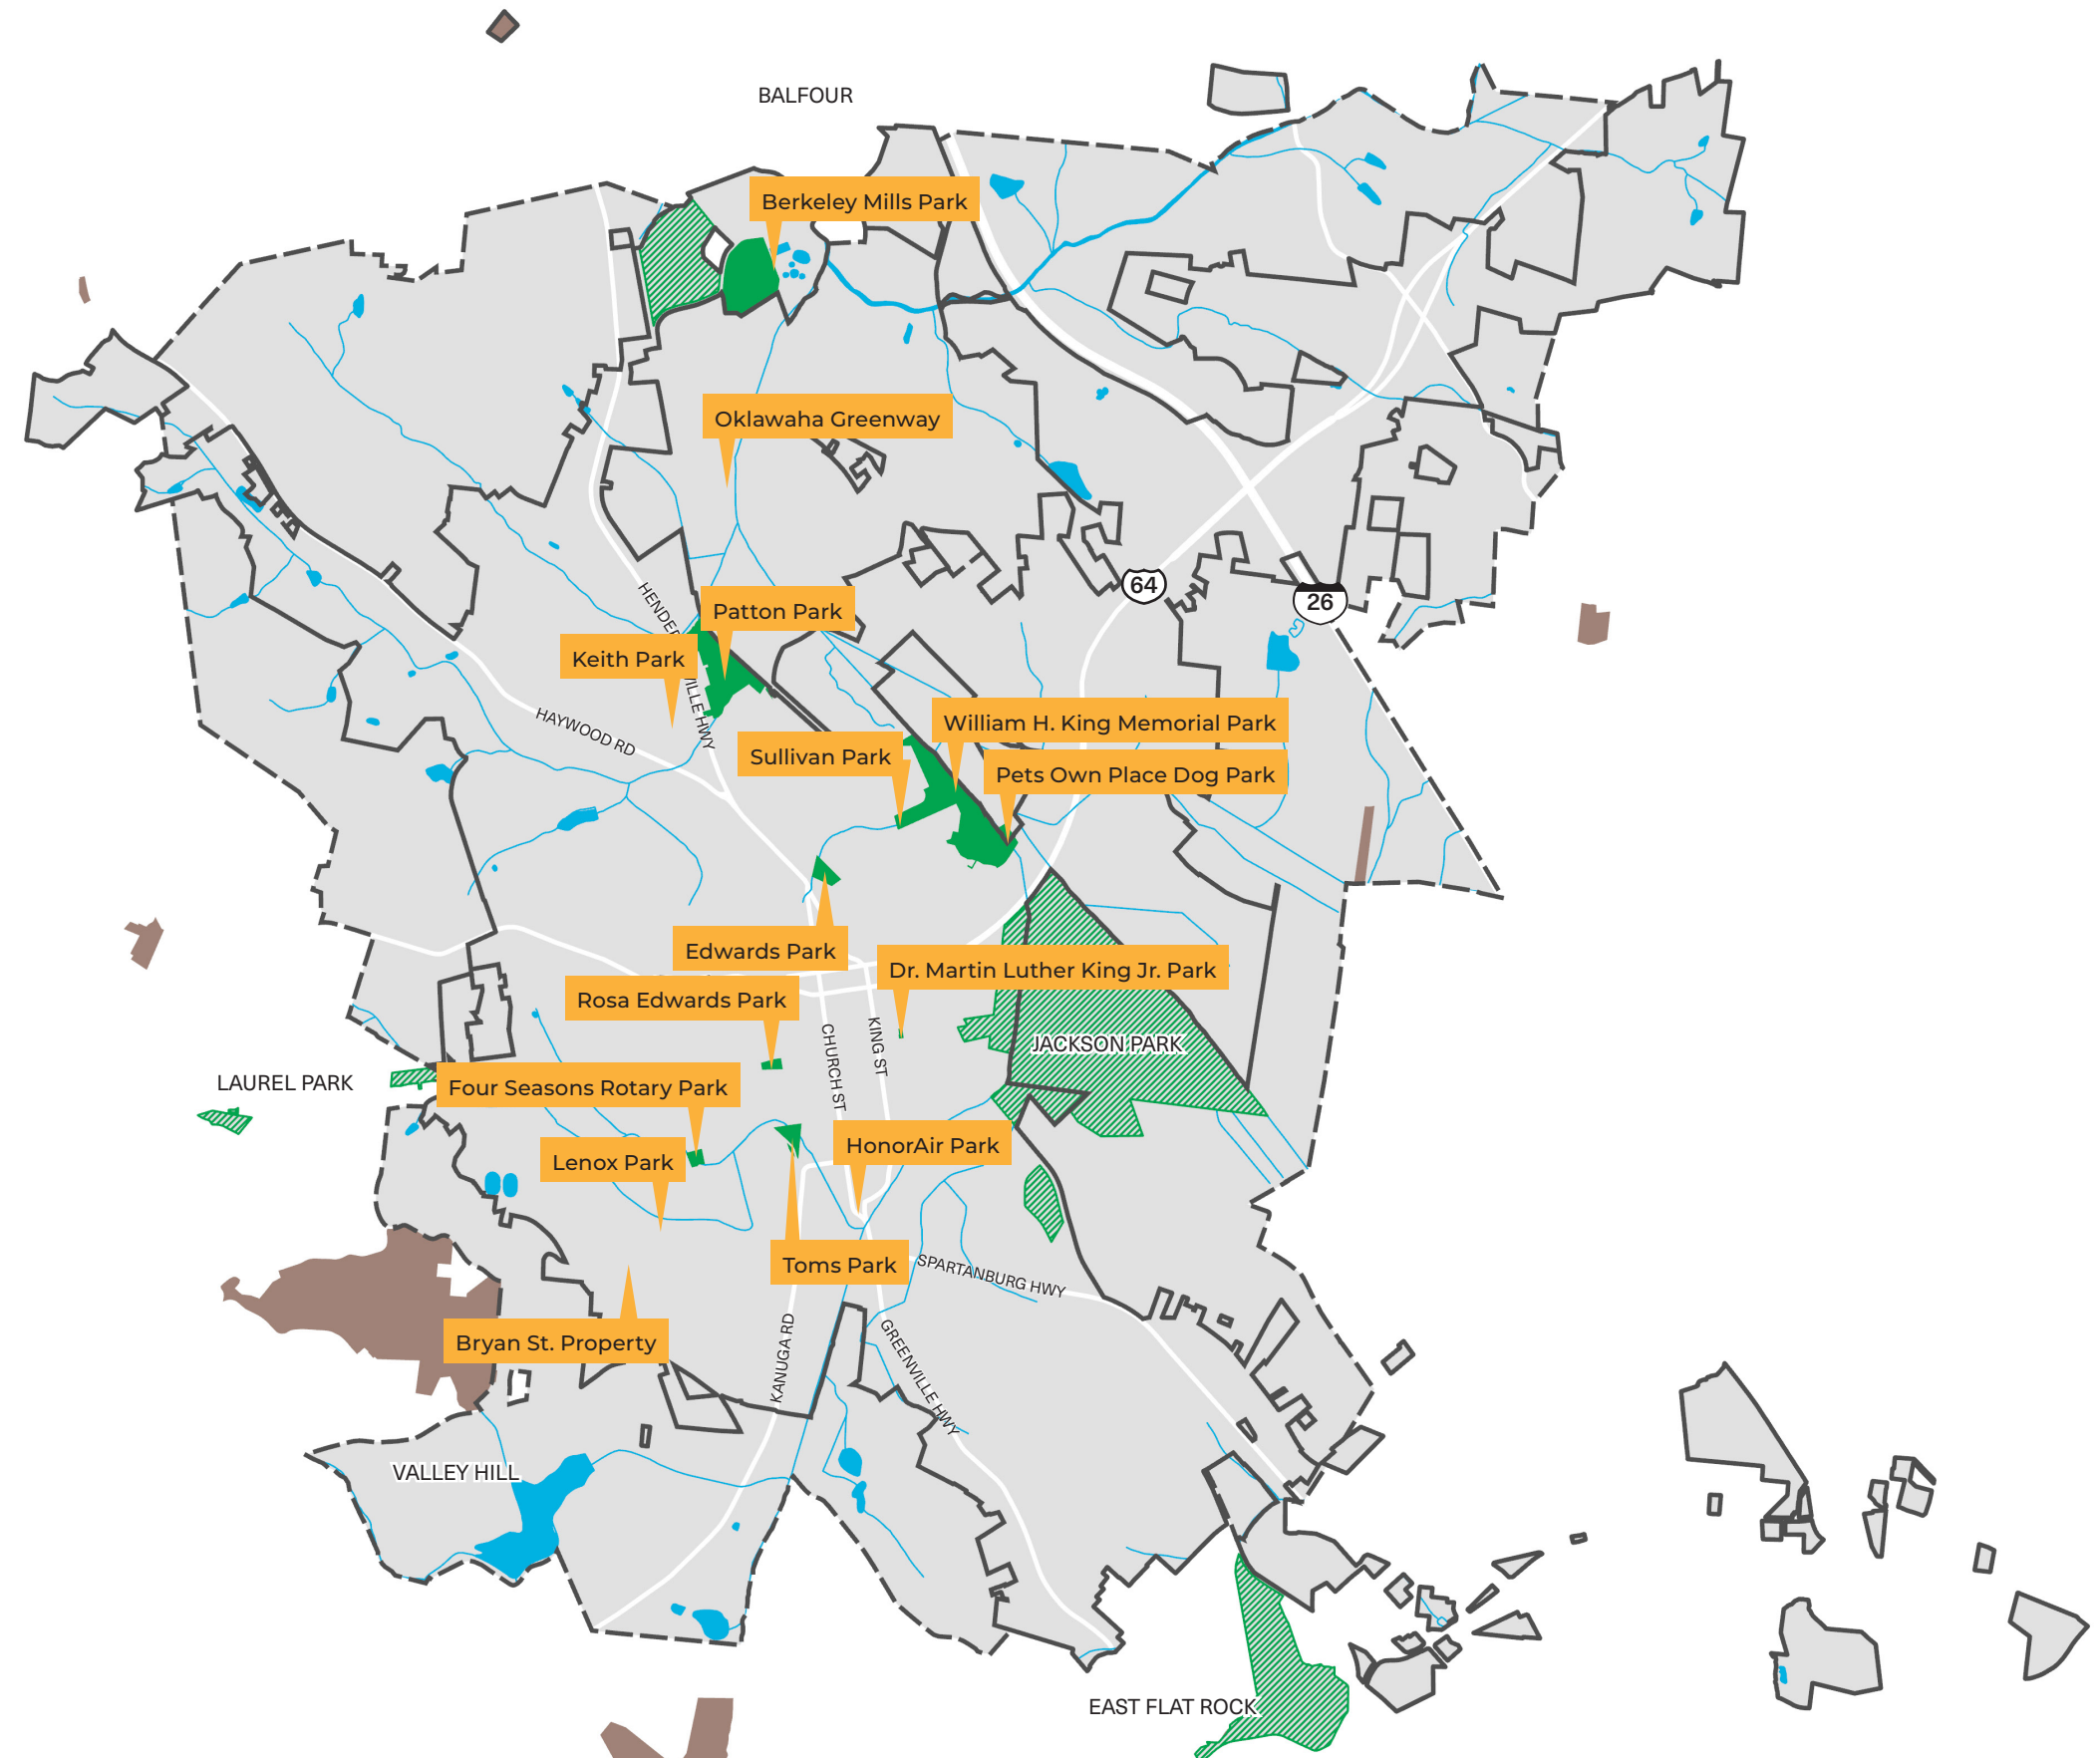 BALFOUR
Berkeley Mills Park
Oklawaha Greenway
64
26
Patton Park
Keith Park
HAYWOOD RD
William H. King Memorial Park
Sullivan Park
Pets Own Place Dog Park
Edwards Park
Dr. Martin Luther King Jr. Park
Rosa Edwards Park
CHURCH ST
KING ST
JACKSON PARK
LAUREL PARK
Four Seasons Rotary Park
HonorAir Park
Lenox Park
Toms Park
SPARTANBURG HWY
Bryan St. Property
KANUGA RD
GREENVILLE HWY
VALLEY HILL
EAST FLAT ROCK